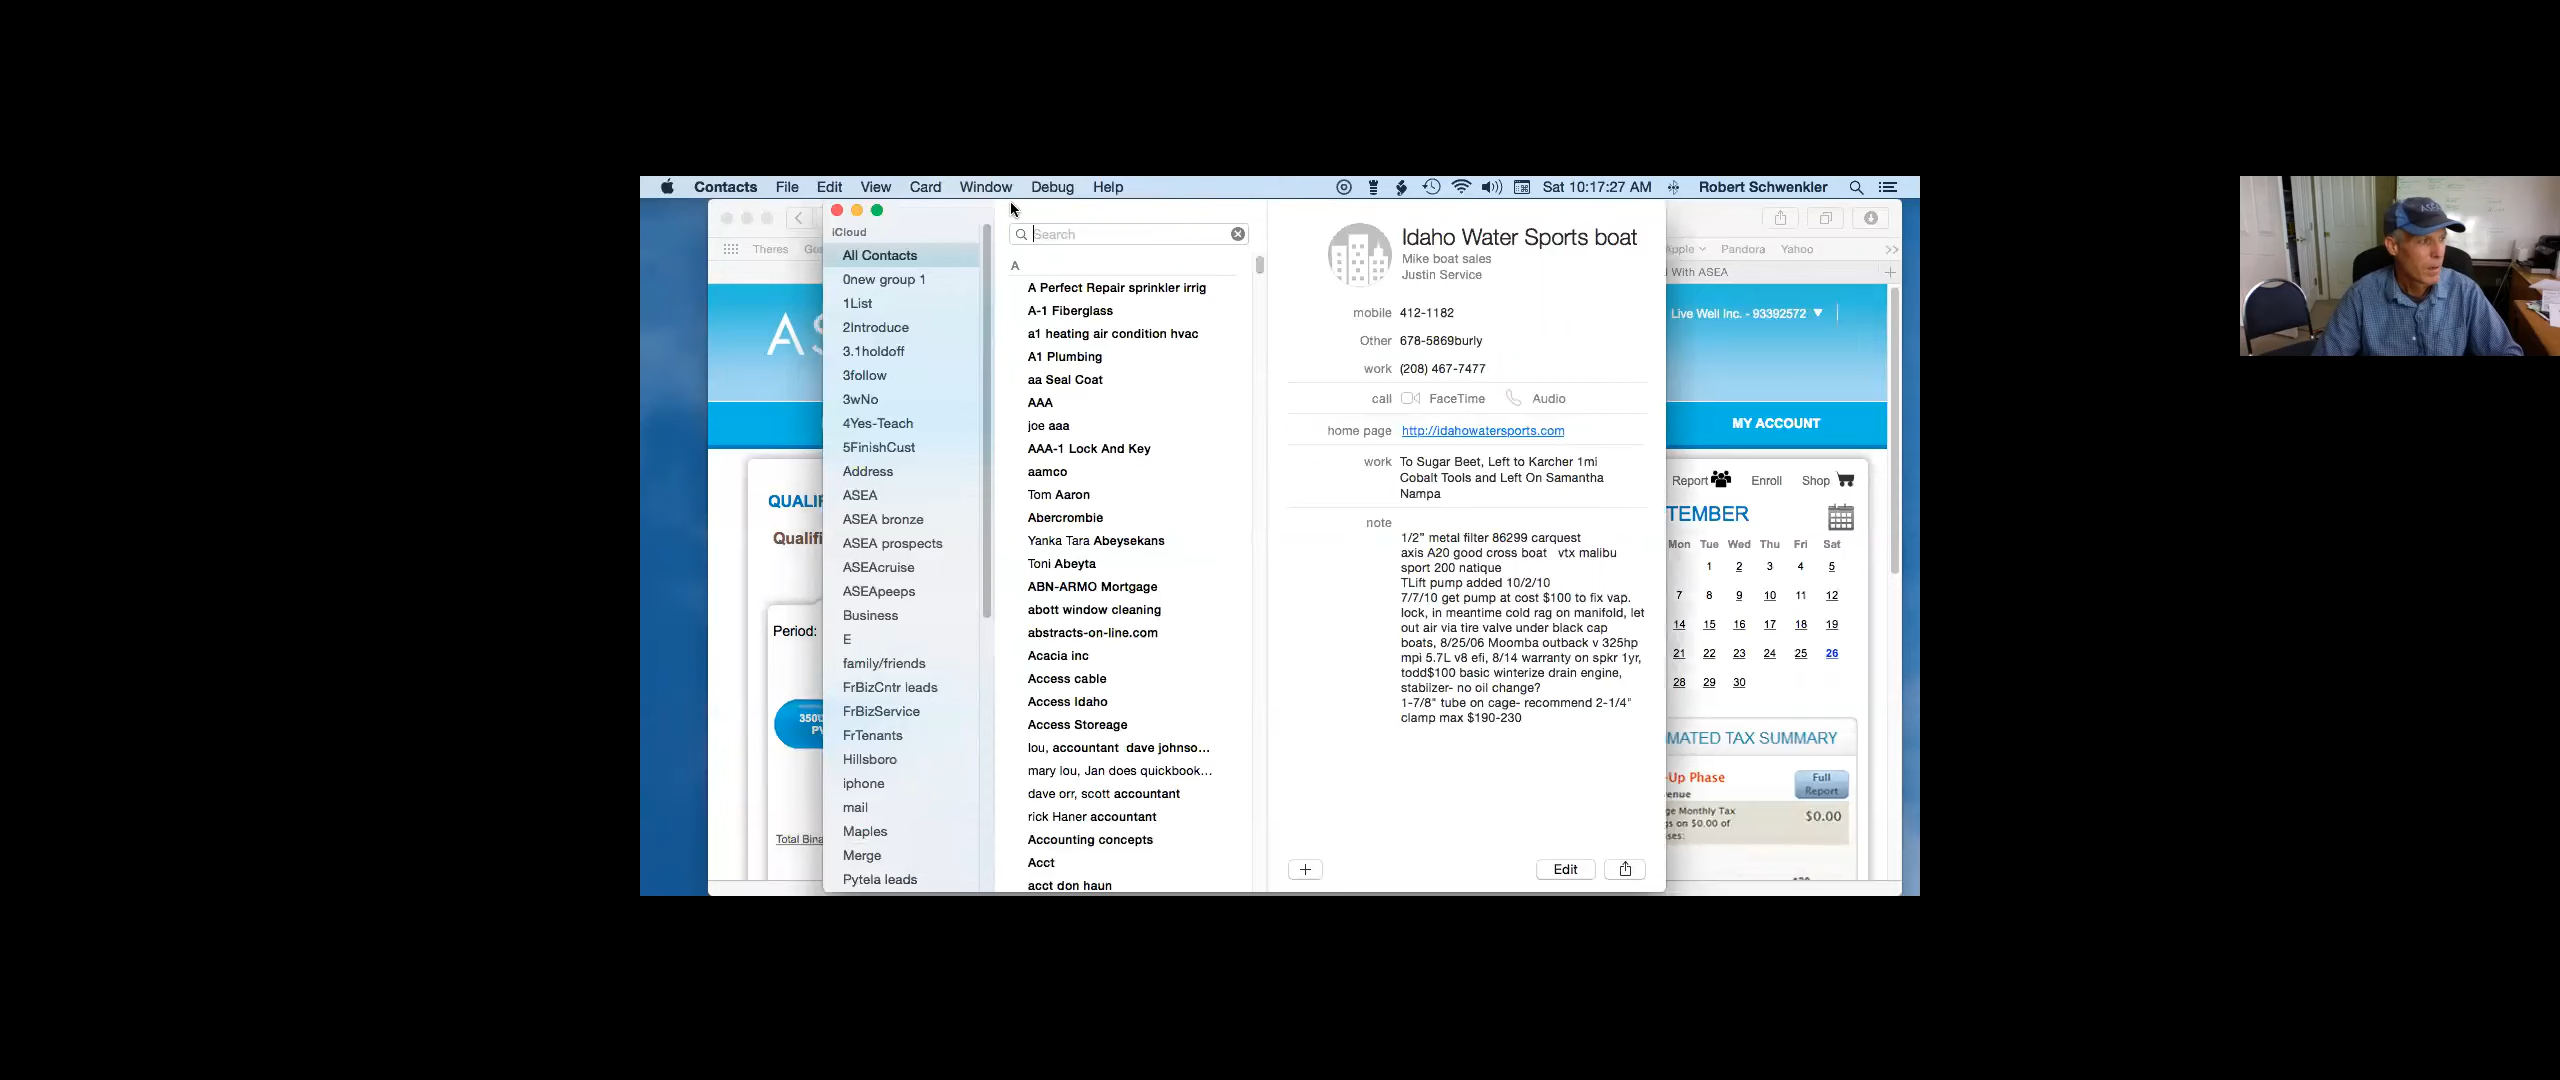 Contacts File Edit View Card Window Debug Help
Sat 10:17:27 AM Robert Schwenkler
iCloud
All Contacts
0new group 1
1List
2Introduce
3.1holdoff
3follow
3wNo
4Yes-Teach
5FinishCust
Address
ASEA
ASEA bronze
ASEA prospects
ASEAcruise
ASEApeeps
Business
E
family/friends
FrBizCntr leads
FrBizService
FrTenants
Hillsboro
iphone
mail
Maples
Merge
Pytela leads
Search
A
A Perfect Repair sprinkler irrig
A-1 Fiberglass
a1 heating air condition hvac
A1 Plumbing
aa Seal Coat
AAA
joe aaa
AAA-1 Lock And Key
aamco
Tom Aaron
Abercrombie
Yanka Tara Abeysekans
Toni Abeyta
ABN-ARMO Mortgage
abott window cleaning
abstracts-on-line.com
Acacia inc
Access cable
Access Idaho
Access Storeage
lou, accountant dave johnso...
mary lou, Jan does quickbook...
dave orr, scott accountant
rick Haner accountant
Accounting concepts
Acct
acct don haun
Idaho Water Sports boat
Mike boat sales
Justin Service
mobile 412-1182
Other 678-5869burly
work (208) 467-7477
call FaceTime Audio
home page http://idahowatersports.com
work To Sugar Beet, Left to Karcher 1mi
Cobalt Tools and Left On Samantha
Nampa
note
1/2" metal filter 86299 carquest
axis A20 good cross boat vtx malibu
sport 200 natique
TLift pump added 10/2/10
7/7/10 get pump at cost $100 to fix vap.
lock, in meantime cold rag on manifold, let
out air via tire valve under black cap
boats, 8/25/06 Moomba outback v 325hp
mpi 5.7L v8 efi, 8/14 warranty on spkr 1yr,
todd$100 basic winterize drain engine,
stabiizer- no oil change?
1-7/8" tube on cage- recommend 2-1/4"
clamp max $190-230
Edit
Theres
AS
QUALIF
Qualifi
Period:
350
Total Bina
Apple Pandora Yahoo
With ASEA
Live Well Inc. - 93392572
MY ACCOUNT
Report Enroll Shop
TEMBER
Mon Tue Wed Thu Fri Sat
1 2 3 4 5
7 8 9 10 11 12
14 15 16 17 18 19
21 22 23 24 25 26
28 29 30
MATED TAX SUMMARY
-Up Phase
enue
Full
Report
ge Monthly Tax
gs on $0.00 of
ses:
$0.00